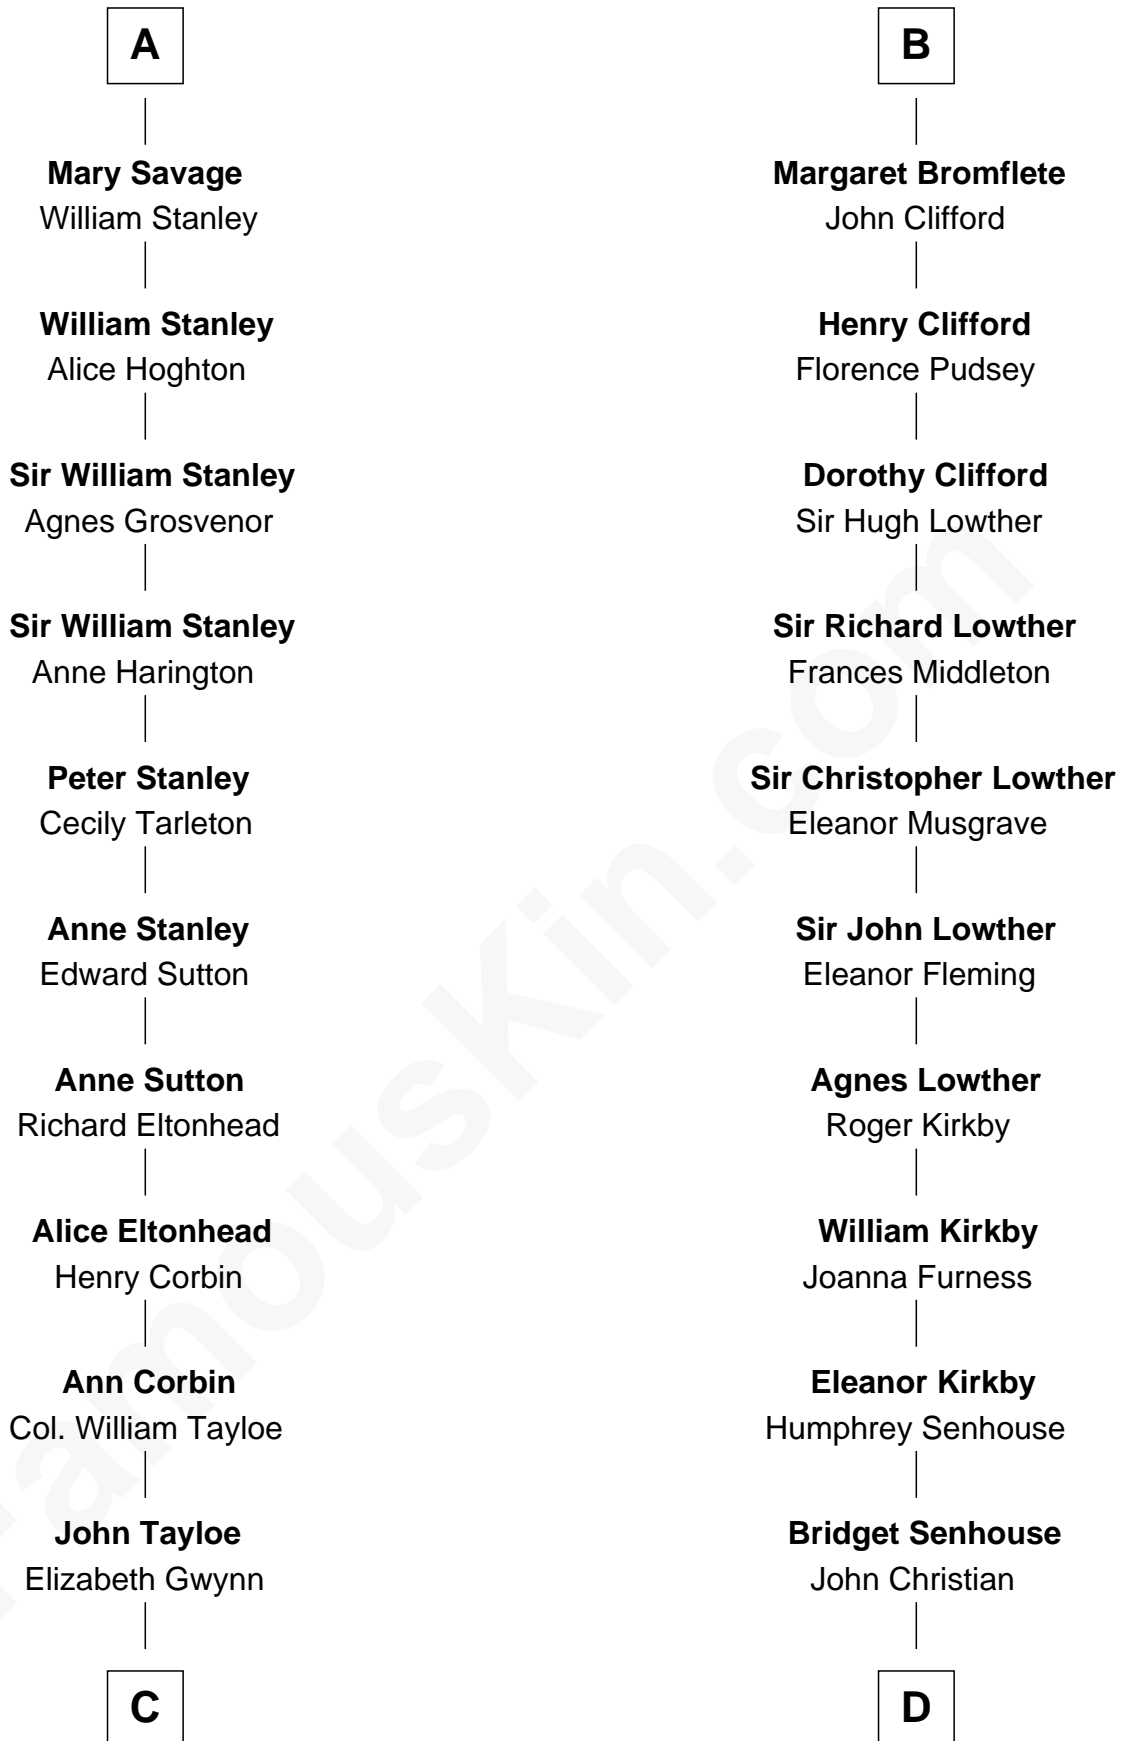 A
Mary Savage
William Stanley
William Stanley
Alice Hoghton
Sir William Stanley
Agnes Grosvenor
Sir William Stanley
Anne Harington
Peter Stanley
Cecily Tarleton
Anne Stanley
Edward Sutton
Anne Sutton
Richard Eltonhead
Alice Eltonhead
Henry Corbin
Ann Corbin
Col. William Tayloe
John Tayloe
Elizabeth Gwynn
C
B
Margaret Bromflete
John Clifford
Henry Clifford
Florence Pudsey
Dorothy Clifford
Sir Hugh Lowther
Sir Richard Lowther
Frances Middleton
Sir Christopher Lowther
Eleanor Musgrave
Sir John Lowther
Eleanor Fleming
Agnes Lowther
Roger Kirkby
William Kirkby
Joanna Furness
Eleanor Kirkby
Humphrey Senhouse
Bridget Senhouse
John Christian
D
FamousKin.com